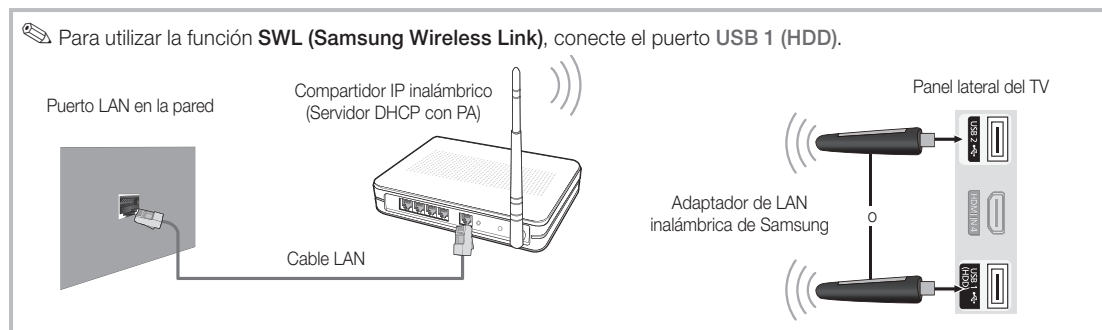 Para utilizar la función SWL (Samsung Wireless Link), conecte el puerto USB 1 (HDD).
Puerto LAN en la pared
Compartidor IP inalámbrico
(Servidor DHCP con PA)
Cable LAN
Panel lateral del TV
Adaptador de LAN
inalámbrica de Samsung
O
USB 2
HDMI IN 4
USB 1
(HDD)